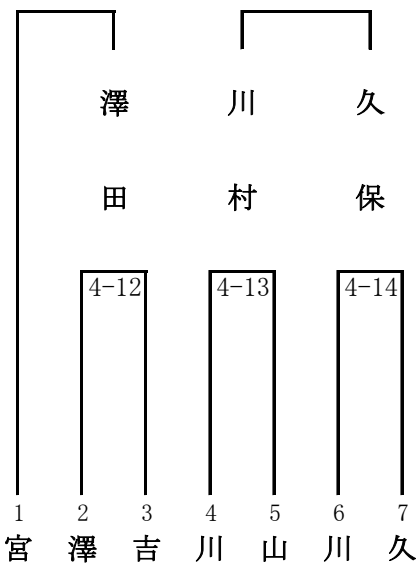 澤 川 久
田 村 保
4-12 4-13 4-14
1 2 3 4 5 6 7
宮 澤 吉 川 山 川 久